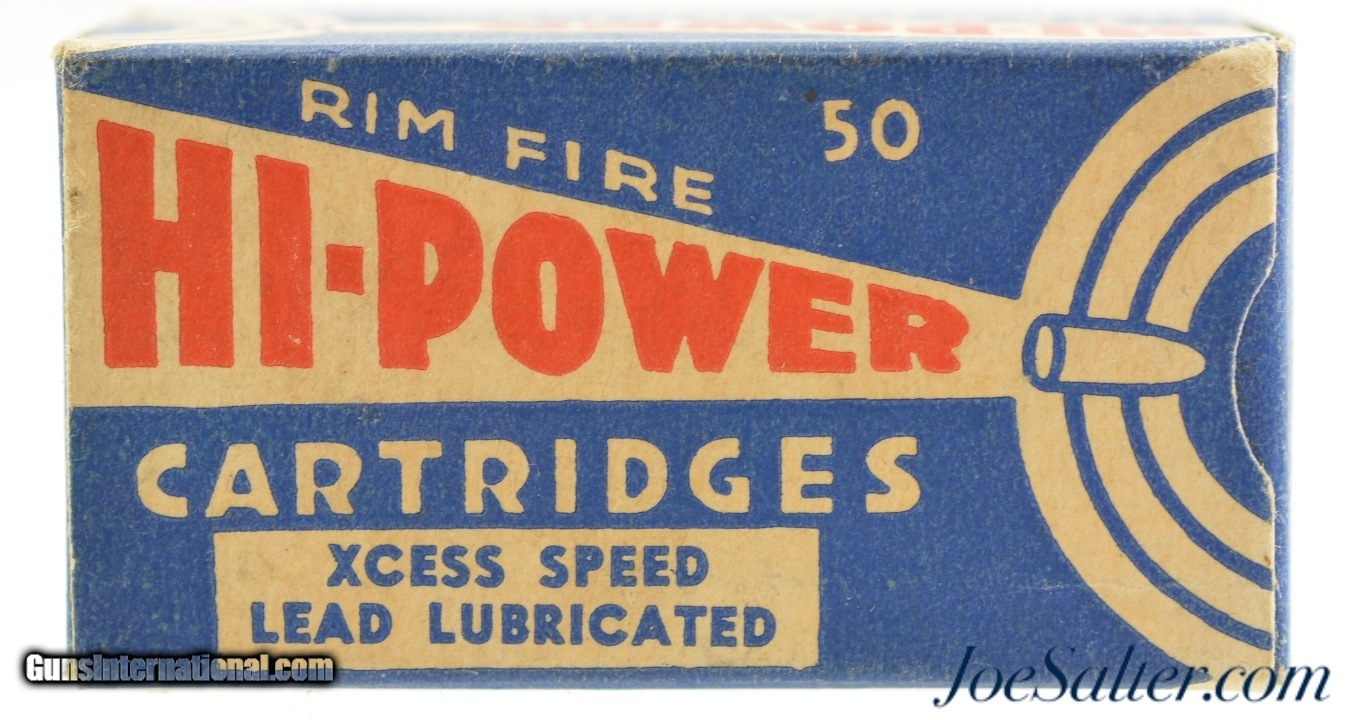 RIM FIRE
50
HI-POWER
CARTRIDGES
XCESS SPEED
LEAD LUBRICATED
GunsInternational.com
JoeSalter.com